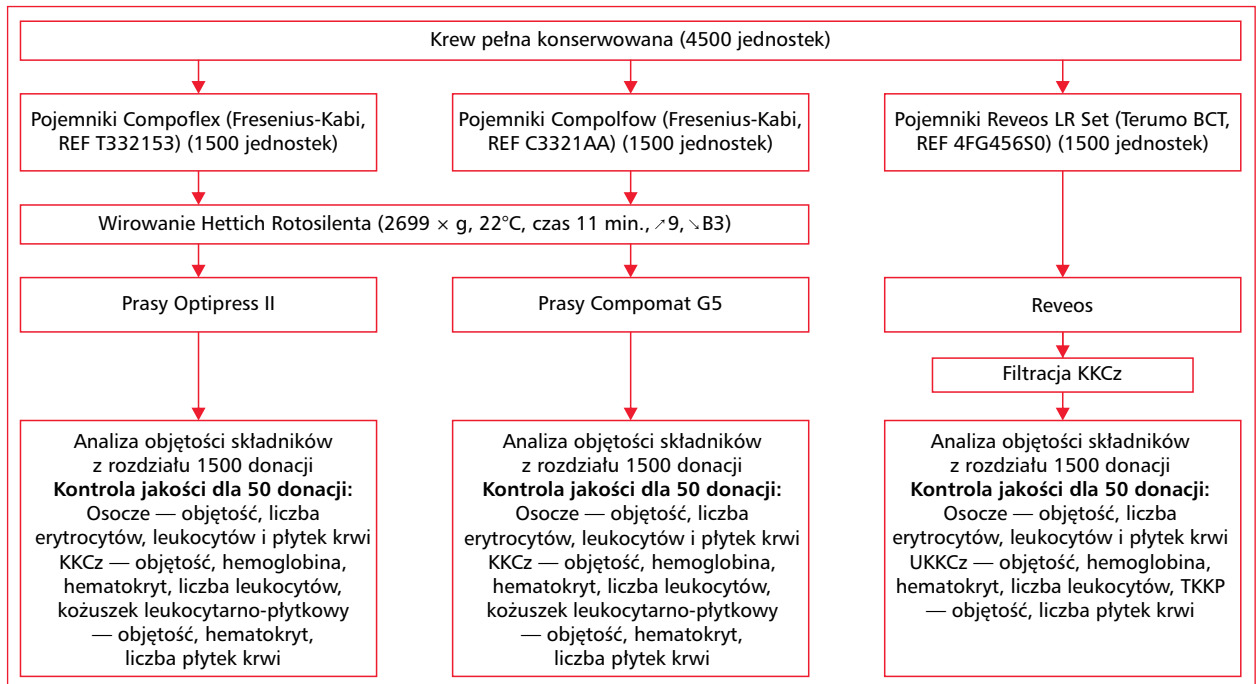 Krew pełna konserwowana (4500 jednostek)
Pojemniki Compoflex (Fresenius-Kabi,
REF T332153) (1500 jednostek)
Pojemniki Compolfow (Fresenius-Kabi,
REF C3321AA) (1500 jednostek)
Pojemniki Reveos LR Set (Terumo BCT,
REF 4FG456S0) (1500 jednostek)
Wirowanie Hettich Rotosilenta (2699 × g, 22°C, czas 11 min., ↗9, ↘B3)
Prasy Optipress II
Prasy Compomat G5
Reveos
Filtracja KKCz
Analiza objętości składników
z rozdziału 1500 donacji
Kontrola jakości dla 50 donacji:
Osocze — objętość, liczba
erytrocytów, leukocytów i płytek krwi
KKCz — objętość, hemoglobina,
hematokryt, liczba leukocytów,
kożuszek leukocytarno-płytkowy
— objętość, hematokryt,
liczba płytek krwi
Analiza objętości składników
z rozdziału 1500 donacji
Kontrola jakości dla 50 donacji:
Osocze — objętość, liczba
erytrocytów, leukocytów i płytek krwi
KKCz — objętość, hemoglobina,
hematokryt, liczba leukocytów,
kożuszek leukocytarno-płytkowy
— objętość, hematokryt,
liczba płytek krwi
Analiza objętości składników
z rozdziału 1500 donacji
Kontrola jakości dla 50 donacji:
Osocze — objętość, liczba
erytrocytów, leukocytów i płytek krwi
UKKCz — objętość, hemoglobina,
hematokryt, liczba leukocytów, TKKP
— objętość, liczba płytek krwi